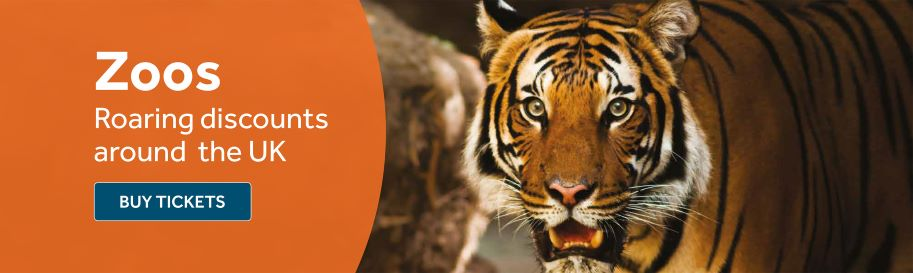 Zoos
Roaring discounts
around the UK
BUY TICKETS